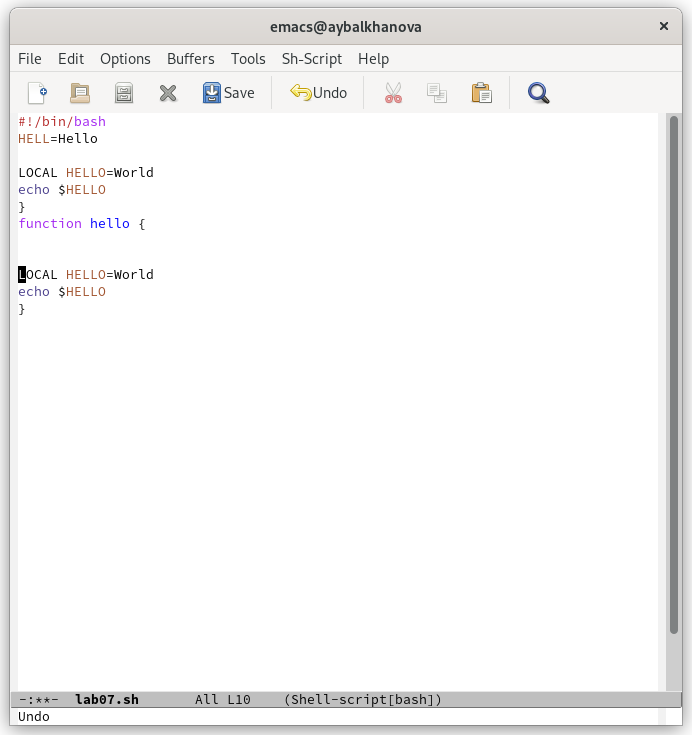 emacs@aybalkhanova ×
File Edit Options Buffers Tools Sh-Script Help
Save Undo
#!/bin/bash
HELL=Hello
LOCAL HELLO=World
echo $HELLO
}
function hello {
LOCAL HELLO=World
echo $HELLO
}
-:**- lab07.sh All L10 (Shell-script[bash])
Undo